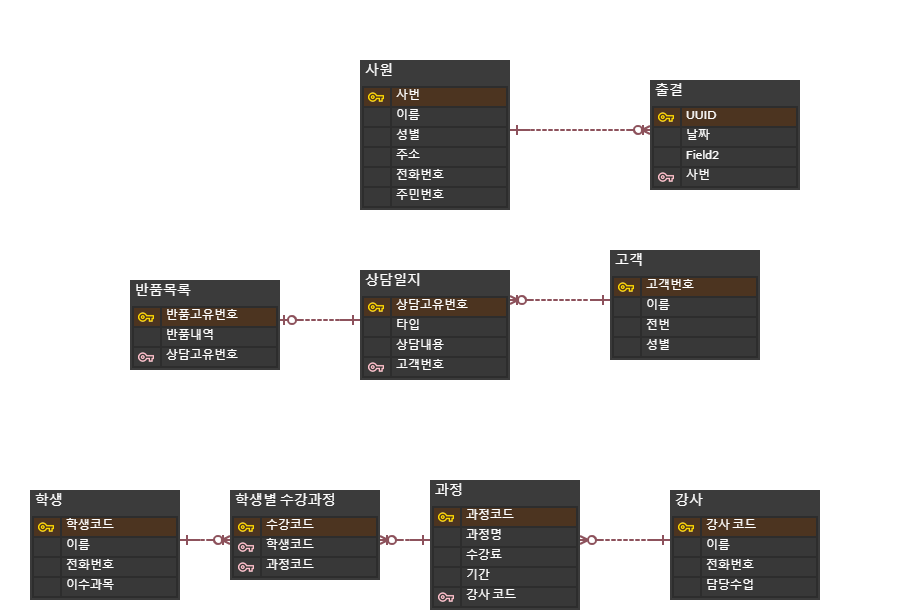 사원
사번
이름
성별
주소
전화번호
주민번호
출결
UUID
날짜
Field2
사번
반품목록
반품고유번호
반품내역
상담고유번호
상담일지
상담고유번호
타입
상담내용
고객번호
고객
고객번호
이름
전번
성별
학생
학생코드
이름
전화번호
이수과목
학생별 수강과정
수강코드
학생코드
과정코드
과정
과정코드
과정명
수강료
기간
강사 코드
강사
강사 코드
이름
전화번호
담당수업